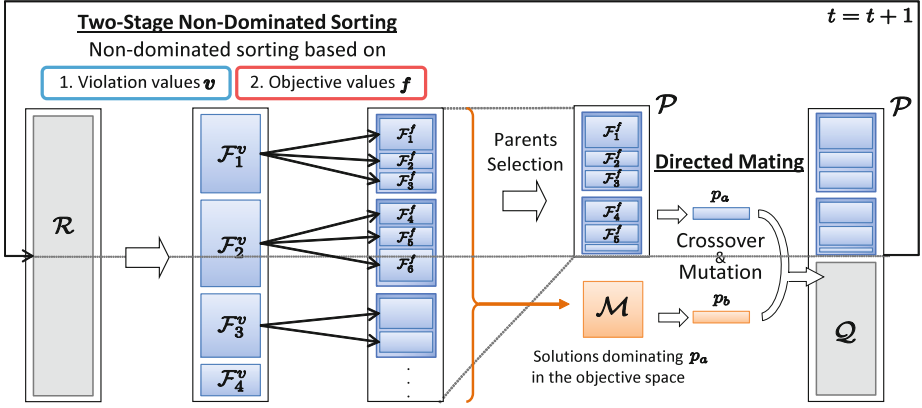 Two-Stage Non-Dominated Sorting
Non-dominated sorting based on
1. Violation values 𝒗
2. Objective values 𝒇
t = t + 1
ℛ
ℱ₁ᵛ
ℱ₂ᵛ
ℱ₃ᵛ
ℱ₄ᵛ
ℱ₁ᶠ
ℱ₂ᶠ
ℱ₃ᶠ
ℱ₄ᶠ
ℱ₅ᶠ
ℱ₆ᶠ
.
.
.
Parents
Selection
𝒫
ℱ₁ᶠ
ℱ₂ᶠ
ℱ₃ᶠ
ℱ₄ᶠ
ℱ₅ᶠ
ℳ
Solutions dominating 𝒑ₐ
in the objective space
Directed Mating
𝒑ₐ
Crossover
&
Mutation
𝒑_b
𝒫
𝒬